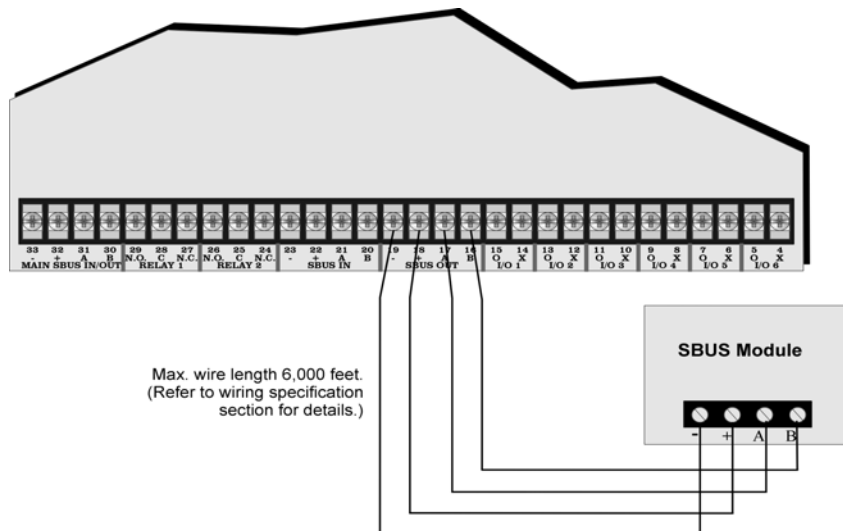 33 32 31 30 29 28 27 26 25 24 23 22 21 20 19 18 17 16 15 14 13 12 11 10 9 8 7 6 5 4
- + A B N.O. C N.C. N.O. C N.C. - + A B - + A B O X O X O X O X O X O X
MAIN SBUS IN/OUT RELAY 1 RELAY 2 SBUS IN SBUS OUT I/O 1 I/O 2 I/O 3 I/O 4 I/O 5 I/O 6
Max. wire length 6,000 feet.
(Refer to wiring specification
section for details.)
SBUS Module
- + A B